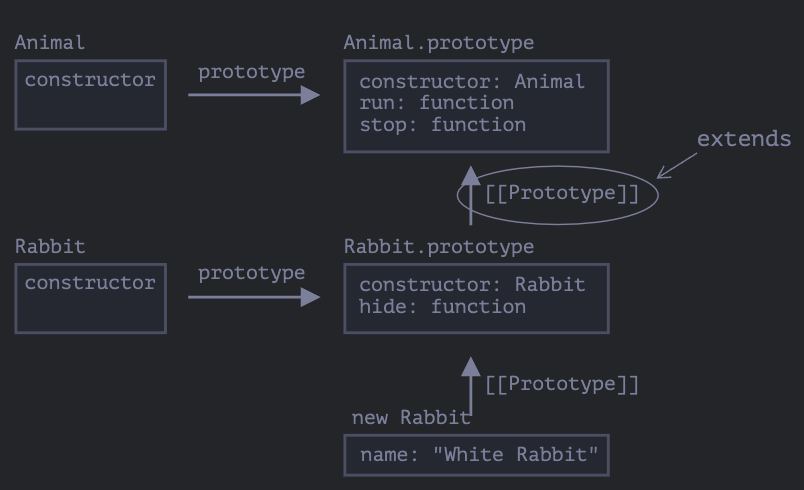 Animal
constructor
prototype
Animal.prototype
constructor: Animal
run: function
stop: function
extends
[[Prototype]]
Rabbit
constructor
prototype
Rabbit.prototype
constructor: Rabbit
hide: function
[[Prototype]]
new Rabbit
name: "White Rabbit"